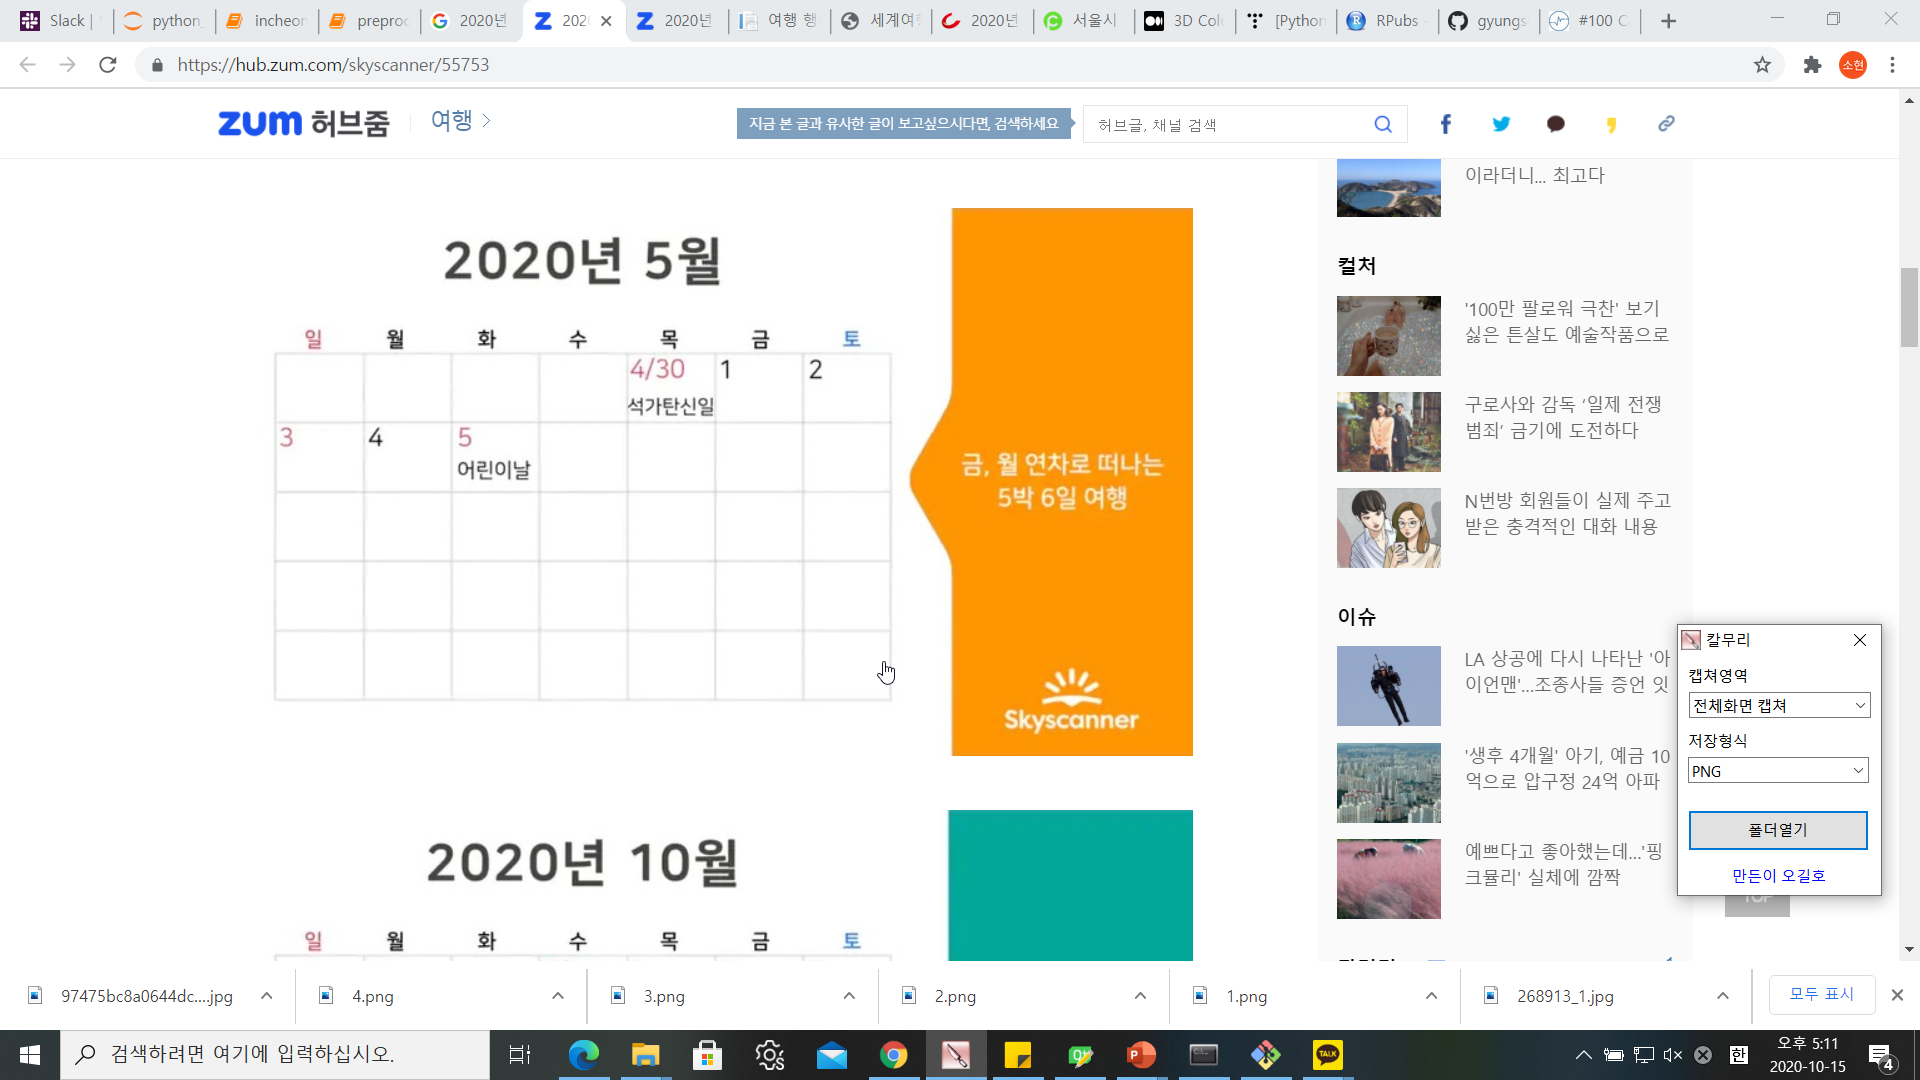 Slack |
python_
incheon
preproc
2020년
202
2020년
여행 행
세계여행
2020년
서울시
3D Colu
[Python
RPubs
gyungs
#100 C
https://hub.zum.com/skyscanner/55753
소현
zum 허브줌
여행
지금 본 글과 유사한 글이 보고싶으시다면, 검색하세요
허브글, 채널 검색
2020년 5월
일 월 화 수 목 금 토
4/30 1 2
석가탄신일
3 4 5
어린이날
금, 월 연차로 떠나는
5박 6일 여행
Skyscanner
2020년 10월
일 월 화 수 목 금 토
이라더니... 최고다
컬처
'100만 팔로워 극찬' 보기
싫은 튼살도 예술작품으로
구로사와 감독 ‘일제 전쟁
범죄’ 금기에 도전하다
N번방 회원들이 실제 주고
받은 충격적인 대화 내용
이슈
LA 상공에 다시 나타난 '아
이언맨'...조종사들 증언 잇
'생후 4개월' 아기, 예금 10
억으로 압구정 24억 아파
예쁘다고 좋아했는데...'핑
크뮬리' 실체에 깜짝
칼무리
캡쳐영역
전체화면 캡쳐
저장형식
PNG
폴더열기
만든이 오길호
TOP
97475bc8a0644dc....jpg
4.png
3.png
2.png
1.png
268913_1.jpg
모두 표시
검색하려면 여기에 입력하십시오.
TALK
한
오후 5:11
2020-10-15
4